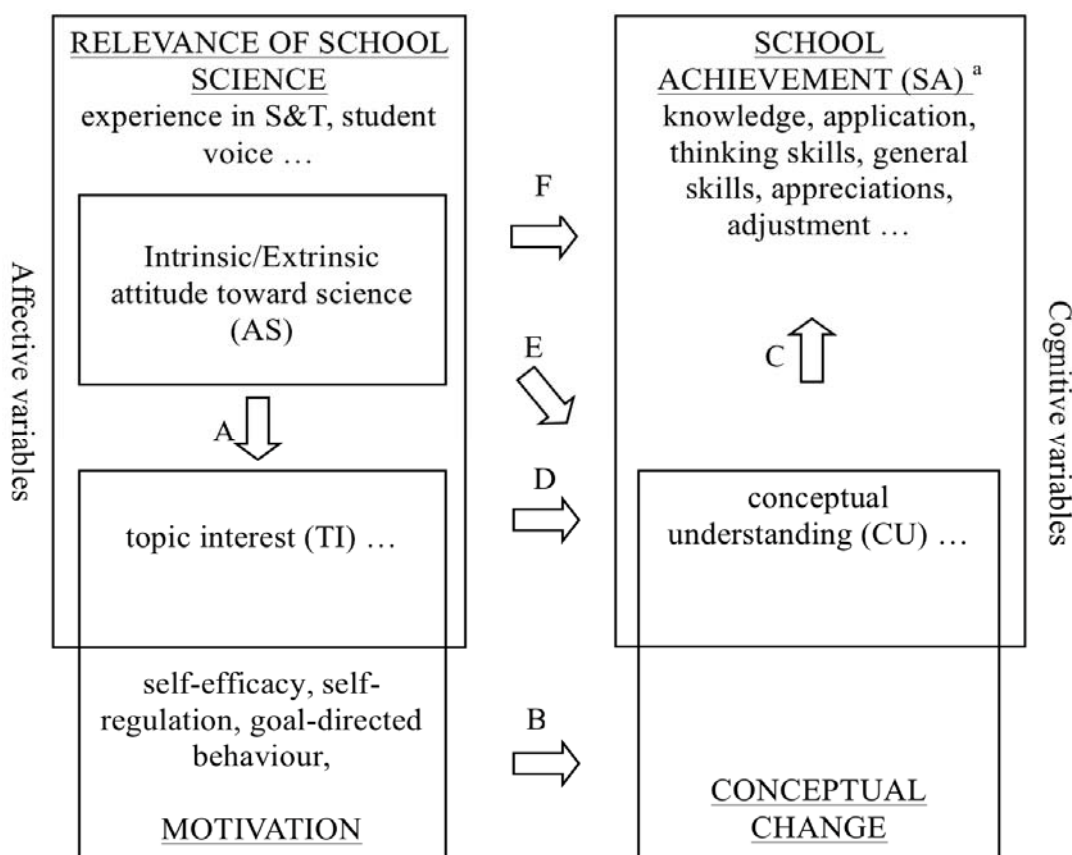 RELEVANCE OF SCHOOL
SCIENCE
experience in S&T, student
voice …
Intrinsic/Extrinsic
attitude toward science
(AS)
A
topic interest (TI) …
self-efficacy, self-
regulation, goal-directed
behaviour,
MOTIVATION
Affective variables
F
E
D
B
SCHOOL
ACHIEVEMENT (SA) a
knowledge, application,
thinking skills, general
skills, appreciations,
adjustment …
C
conceptual
understanding (CU) …
CONCEPTUAL
CHANGE
Cognitive variables